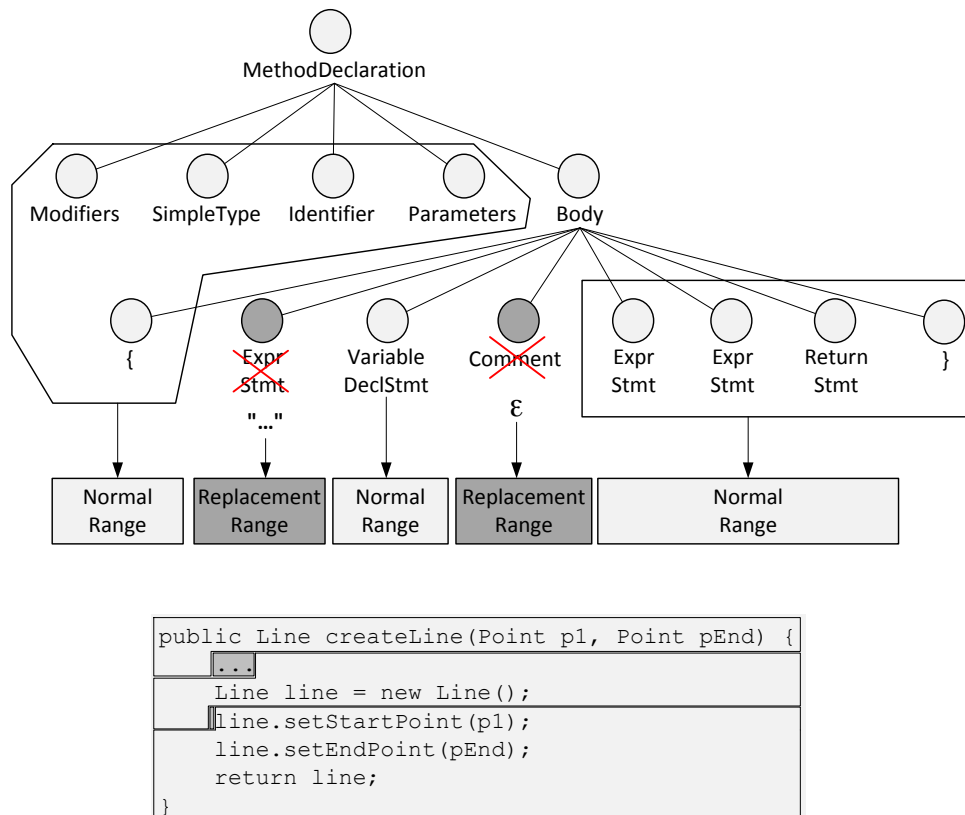 MethodDeclaration
Modifiers SimpleType Identifier Parameters Body
{ Expr Stmt Variable DeclStmt Comment Expr Stmt Expr Stmt Return Stmt }
"..." ε
Normal Range Replacement Range Normal Range Replacement Range Normal Range
public Line createLine(Point p1, Point pEnd) {
...
Line line = new Line();
line.setStartPoint(p1);
line.setEndPoint(pEnd);
return line;
}